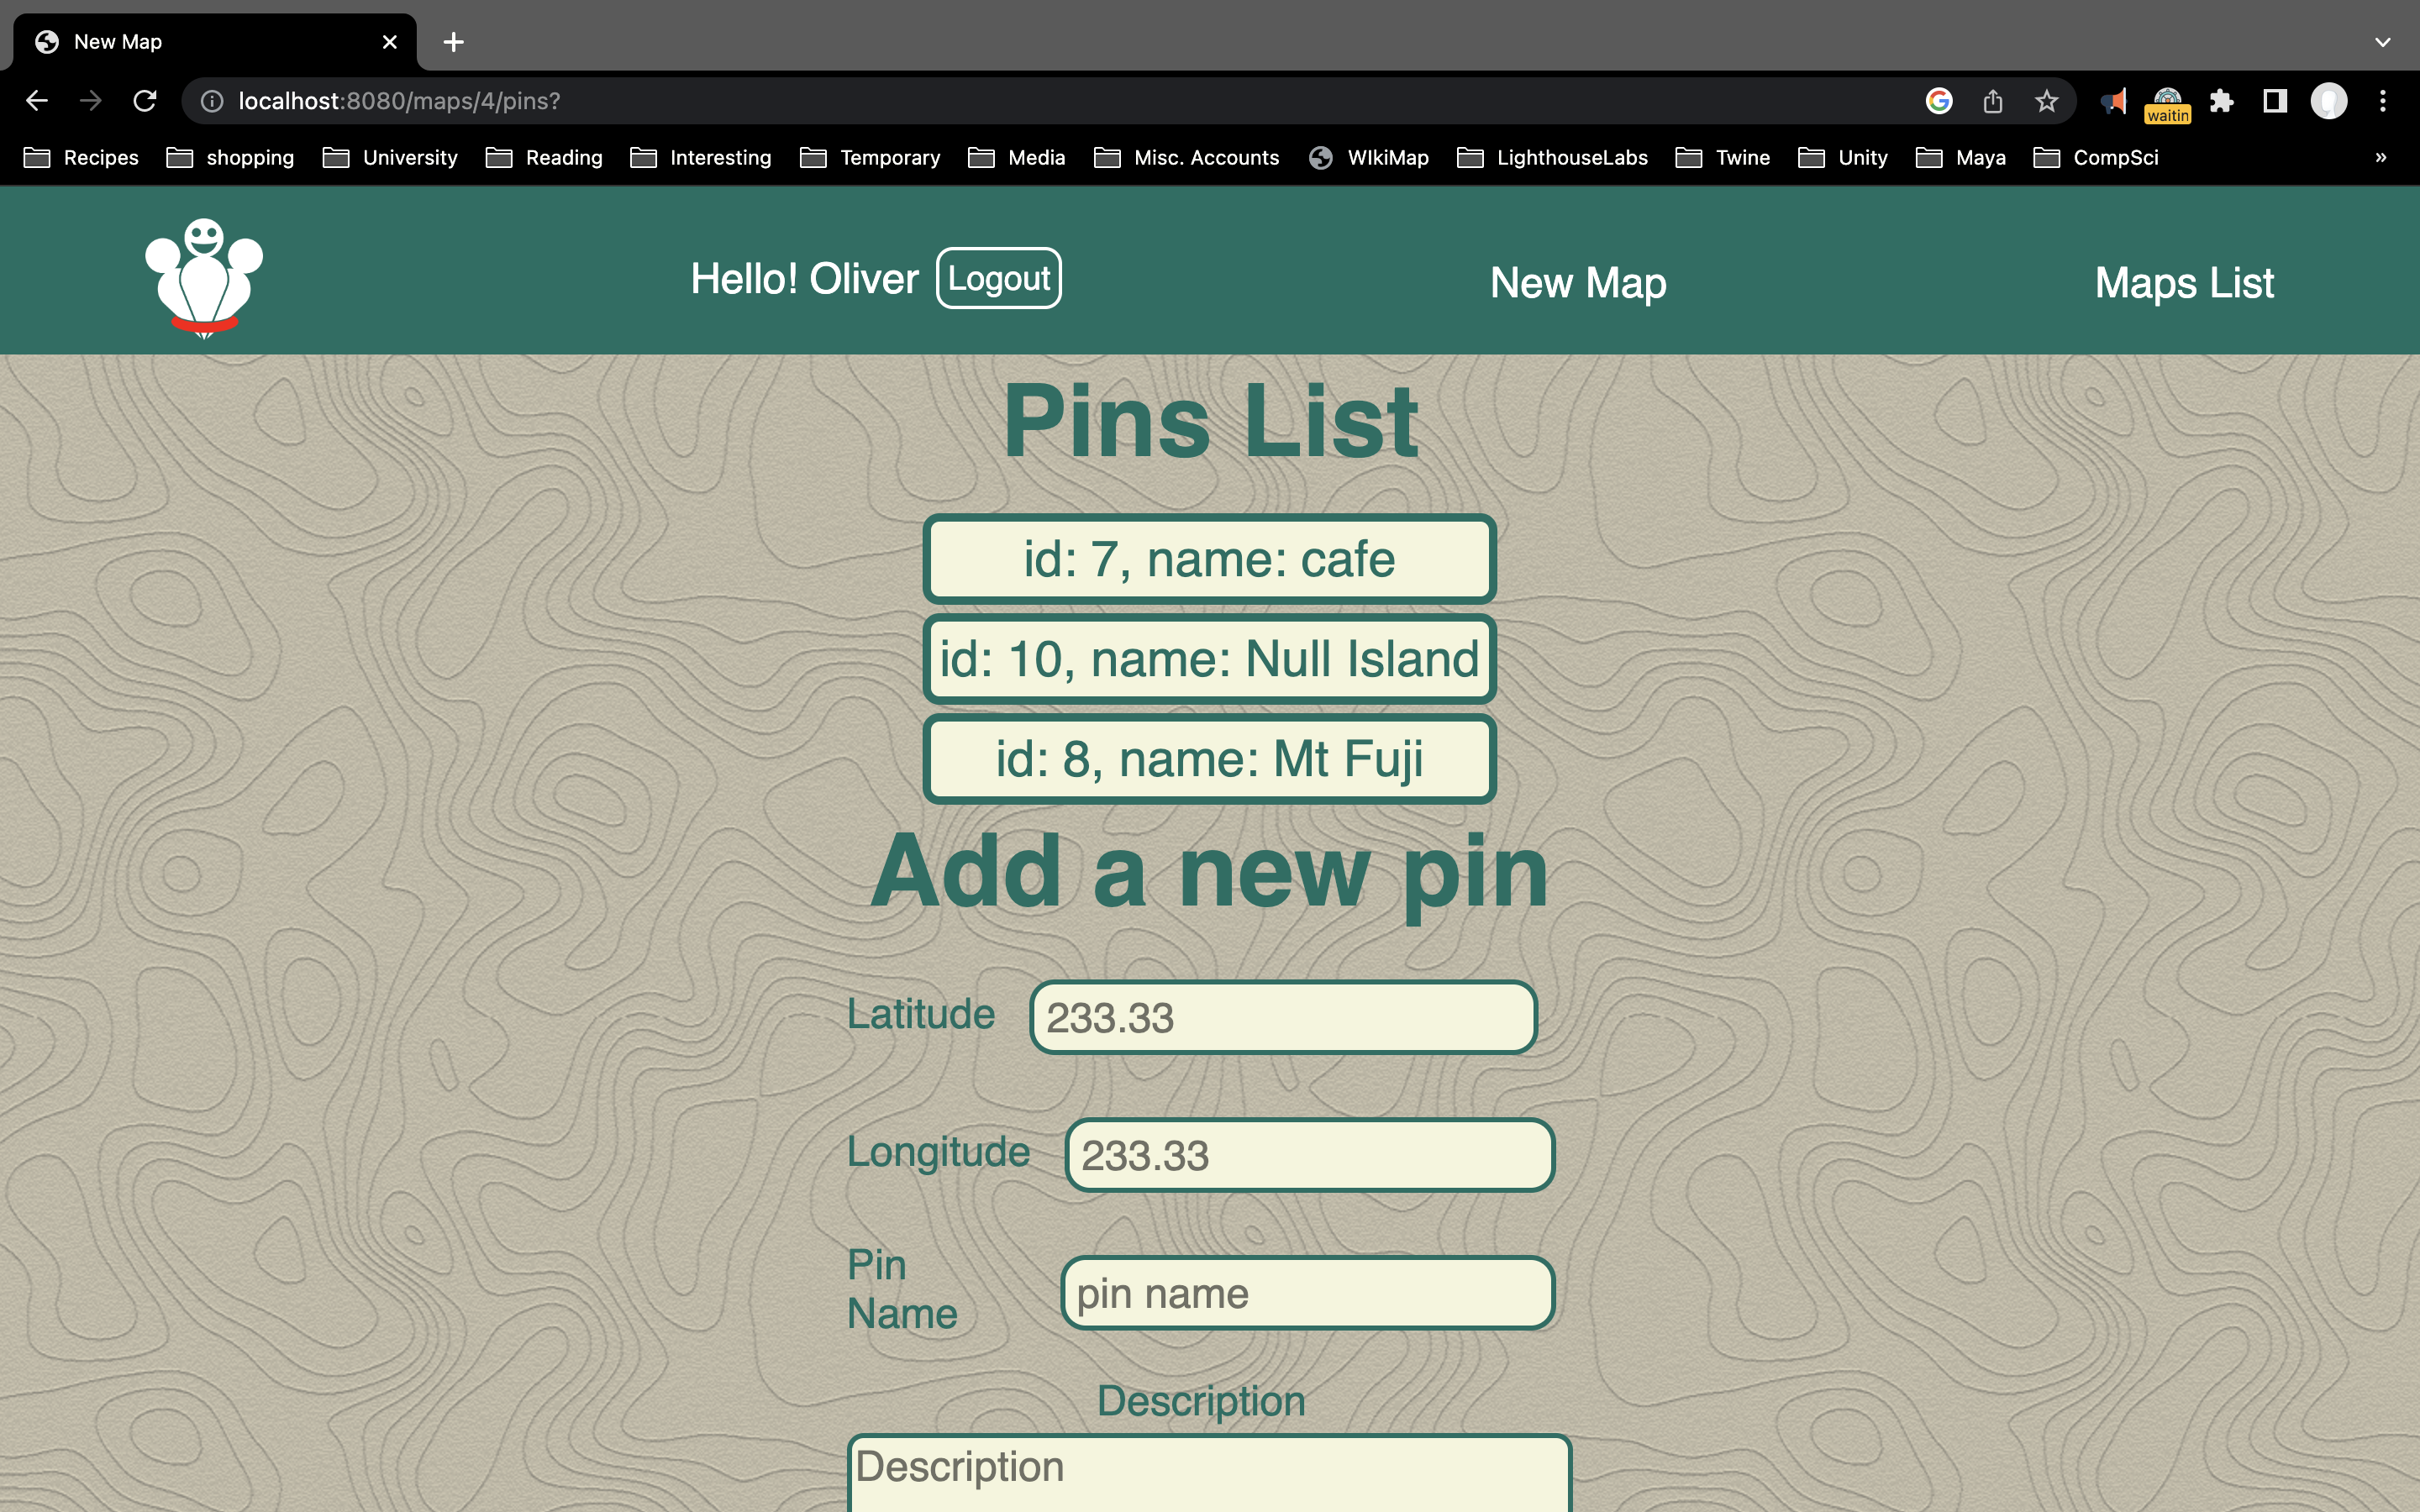 New Map
localhost:8080/maps/4/pins?
waitin
Recipes shopping University Reading Interesting Temporary Media Misc. Accounts WIkiMap LighthouseLabs Twine Unity Maya CompSci »
Hello! Oliver Logout New Map Maps List
Pins List
id: 7, name: cafe
id: 10, name: Null Island
id: 8, name: Mt Fuji
Add a new pin
Latitude 233.33
Longitude 233.33
Pin
Name
pin name
Description
Description